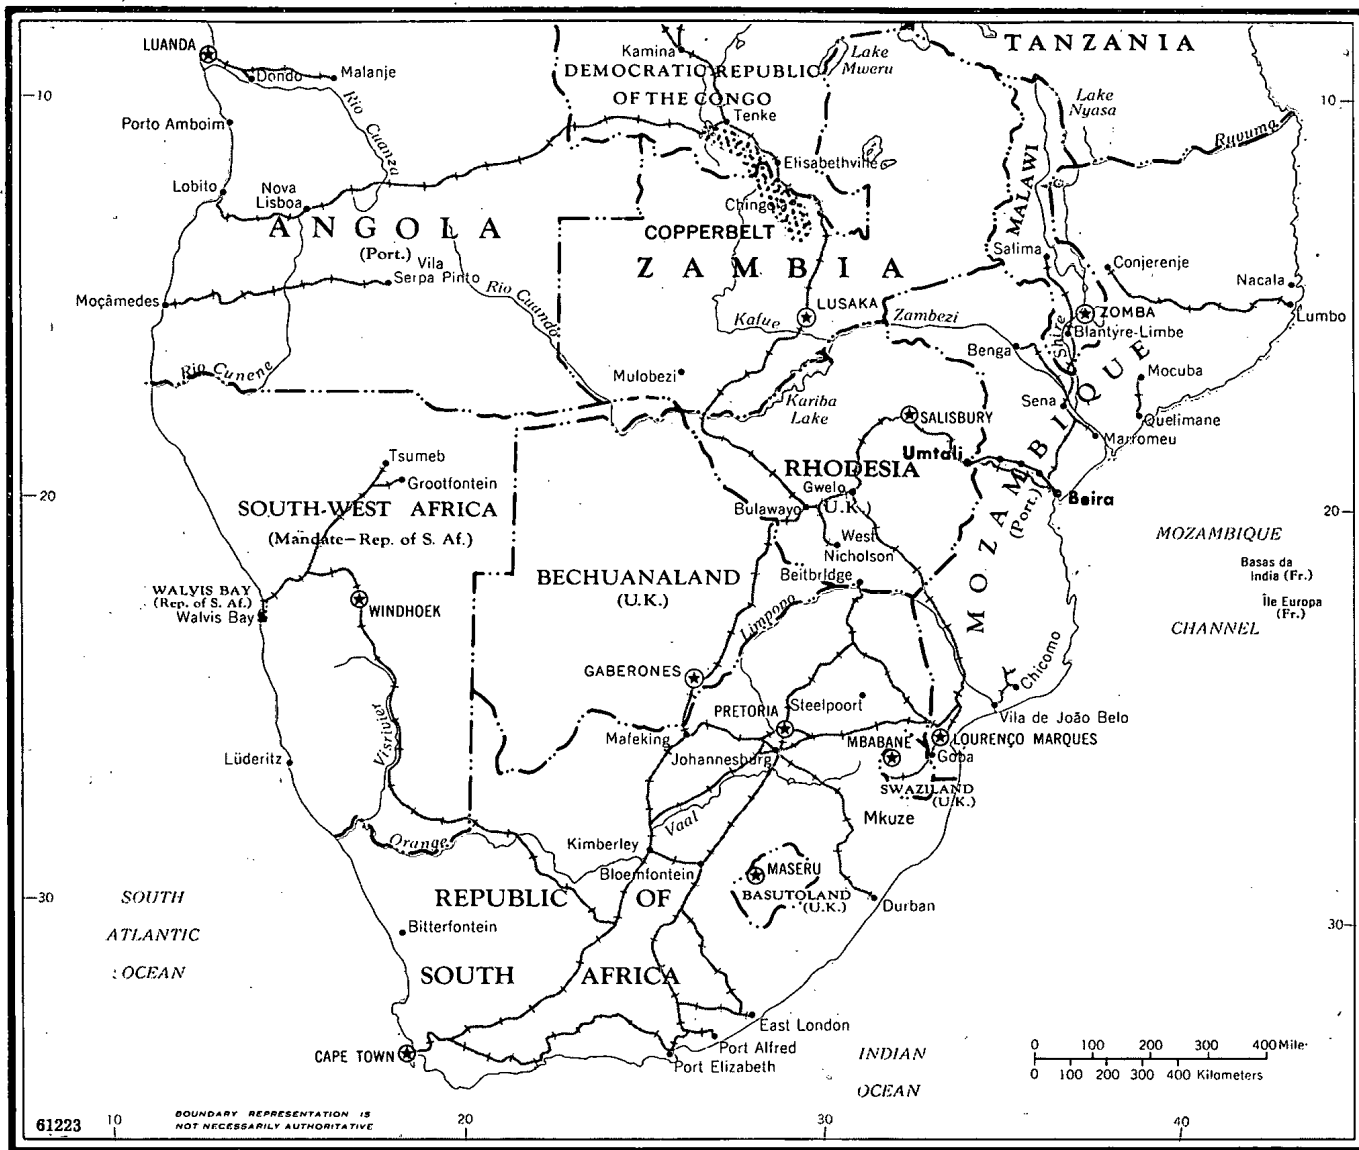 TANZANIA
LUANDA
Kamina
Lake
Mweru
Dondo
Malanje
DEMOCRATIC REPUBLIC
OF THE CONGO
10
10
Rio Cuanza
Lake
Nyasa
Porto Amboim
Tenke
Ruvuma
Elisabethville
MALAWI
Lobito
Nova
Lisboa
Chingola
ANGOLA
(Port.)
COPPERBELT
ZAMBIA
Salima
Conjerenje
Vila
Serpa Pinto
Nacala
Moçâmedes
Rio Cuando
LUSAKA
Kafue
Zambezi
Shire
ZOMBA
Lumbo
Blantyre-Limbe
Benga
Rio Cunene
Mulobezi
Mocuba
Kariba
Lake
Sena
SALISBURY
Quelimane
Marromeu
MOZAMBIQUE
(Port.)
Tsumeb
Grootfontein
RHODESIA
(U.K.)
Umtali
Gwelo
Beira
20
20
SOUTH-WEST AFRICA
(Mandate-Rep. of S. Af.)
Bulawayo
West
Nicholson
MOZAMBIQUE
CHANNEL
Basas da
India (Fr.)
Île Europa
(Fr.)
BECHUANALAND
(U.K.)
Beitbridge
WALVIS BAY
(Rep. of S. Af.)
Walvis Bay
WINDHOEK
Limpopo
GABERONES
Chicomo
PRETORIA
Steelpoort
Vila de João Belo
Visrivier
Mafeking
MBABANE
LOURENÇO MARQUES
Lüderitz
Johannesburg
Goba
SWAZILAND
(U.K.)
Vaal
Mkuze
Orange
Kimberley
Bloemfontein
MASERU
BASUTOLAND
(U.K.)
30
30
SOUTH
ATLANTIC
OCEAN
REPUBLIC OF
SOUTH AFRICA
Durban
Bitterfontein
East London
Port Alfred
Port Elizabeth
CAPE TOWN
INDIAN
OCEAN
0 100 200 300 400 Miles
0 100 200 300 400 Kilometers
61223
BOUNDARY REPRESENTATION IS
NOT NECESSARILY AUTHORITATIVE
10 20 30 40